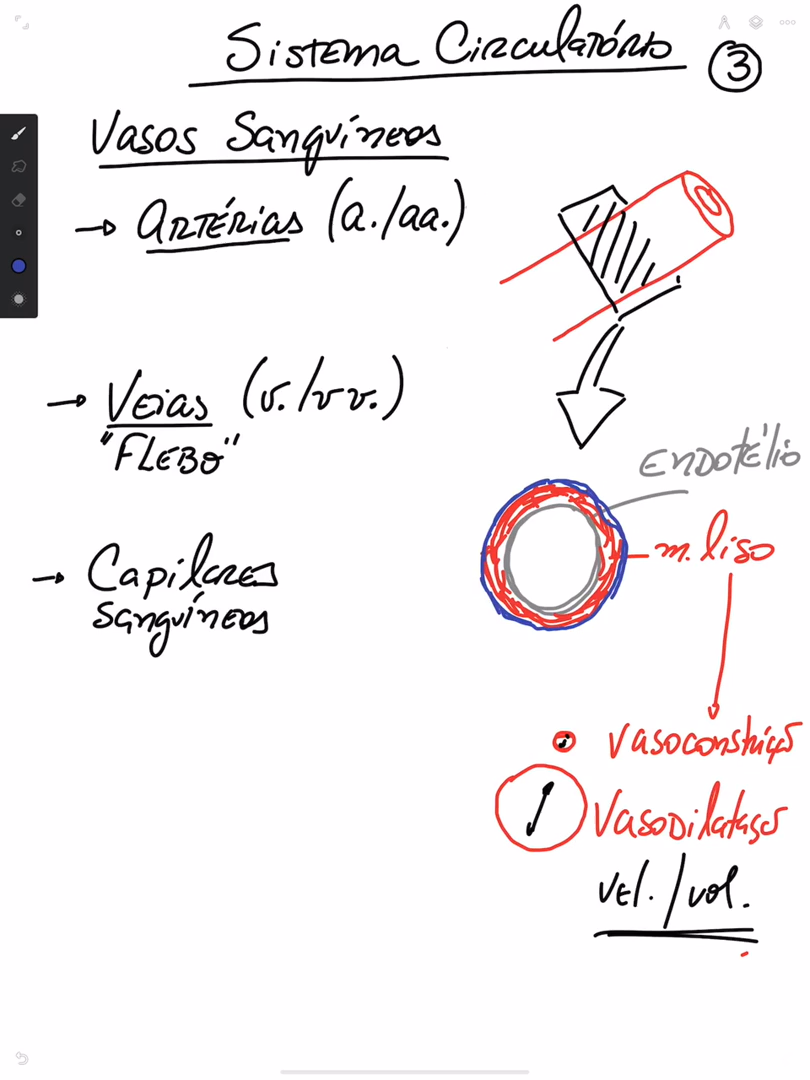 Sistema Circulatório
3
Vasos Sanguíneos
→ Artérias (a./aa.)
→ Veias (v./vv.)
"FLEBO"
Endotélio
m. liso
→ Capilares
Sanguíneos
Vasoconstrição
Vasodilatação
vel./vol.